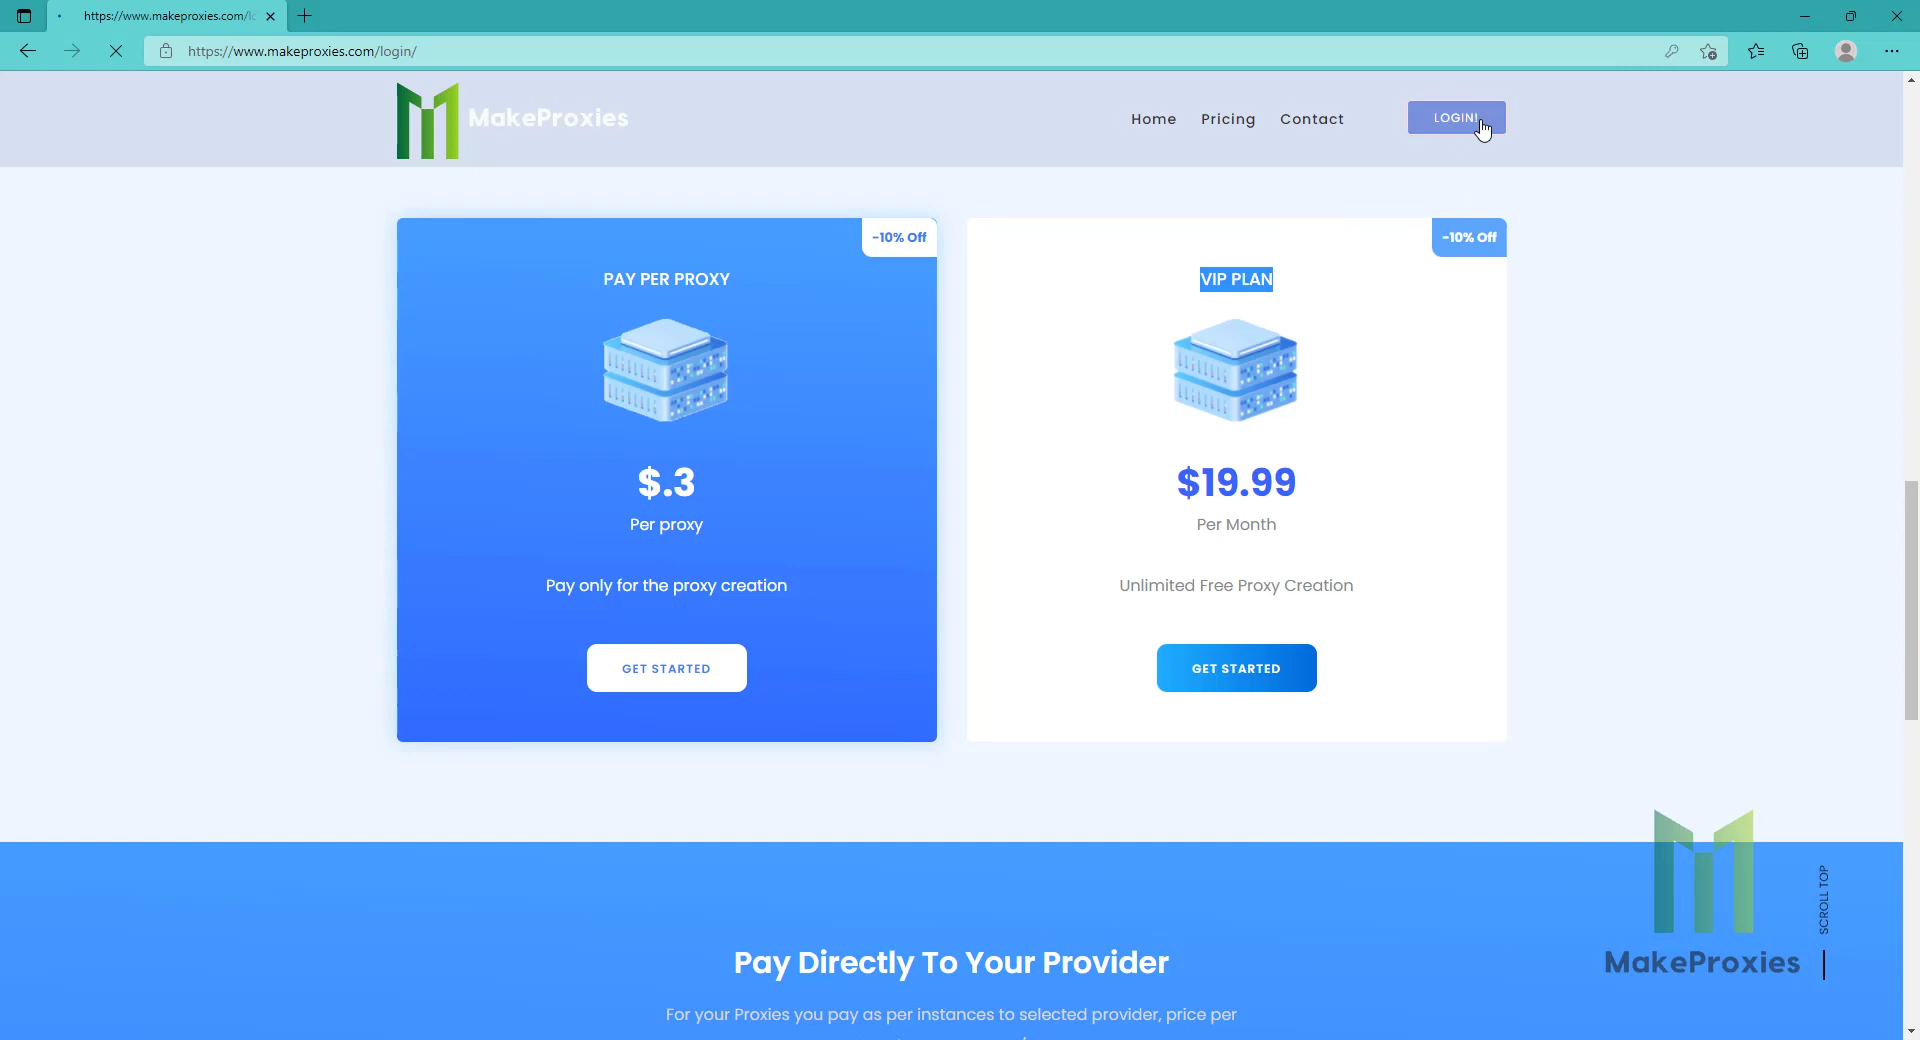 https://www.makeproxies.com/lo
https://www.makeproxies.com/login/
MakeProxies
Home Pricing Contact LOGIN!
-10% Off
PAY PER PROXY
$.3
Per proxy
Pay only for the proxy creation
GET STARTED
-10% Off
VIP PLAN
$19.99
Per Month
Unlimited Free Proxy Creation
GET STARTED
Pay Directly To Your Provider
For your Proxies you pay as per instances to selected provider, price per
SCROLL TOP
MakeProxies